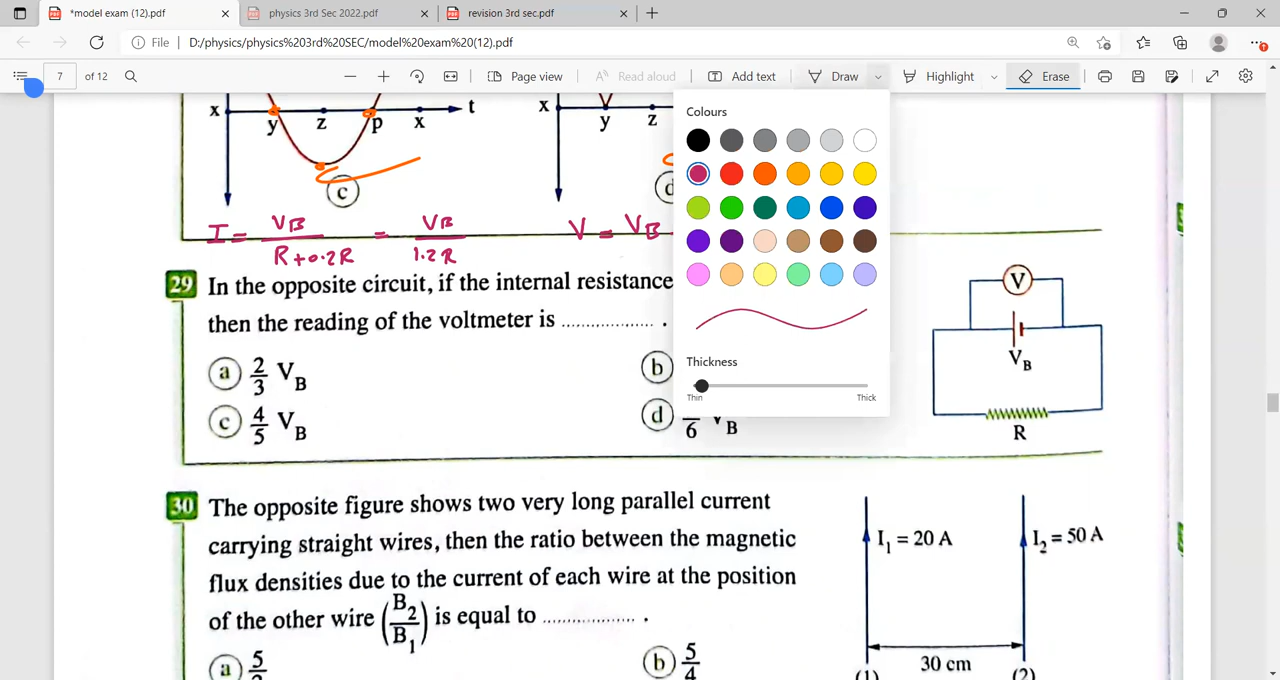 *model exam (12).pdf
physics 3rd Sec 2022.pdf
revision 3rd sec.pdf
File
D:/physics/physics%203rd%20SEC/model%20exam%20(12).pdf
7 of 12
Page view
Read aloud
Add text
Draw
Highlight
Erase
Colours
Thickness
Thin
Thick
x
y
z
p
x
t
c
x
y
z
d
I = VB / R + 0.2R = VB / 1.2R
V = VB
29 In the opposite circuit, if the internal resistance
then the reading of the voltmeter is ................... .
a 2/3 VB
b
c 4/5 VB
d 6 VB
V
VB
R
30 The opposite figure shows two very long parallel current
carrying straight wires, then the ratio between the magnetic
flux densities due to the current of each wire at the position
of the other wire (B2/B1) is equal to ................... .
a 5
b 5/4
I1 = 20 A
I2 = 50 A
30 cm
(1)
(2)